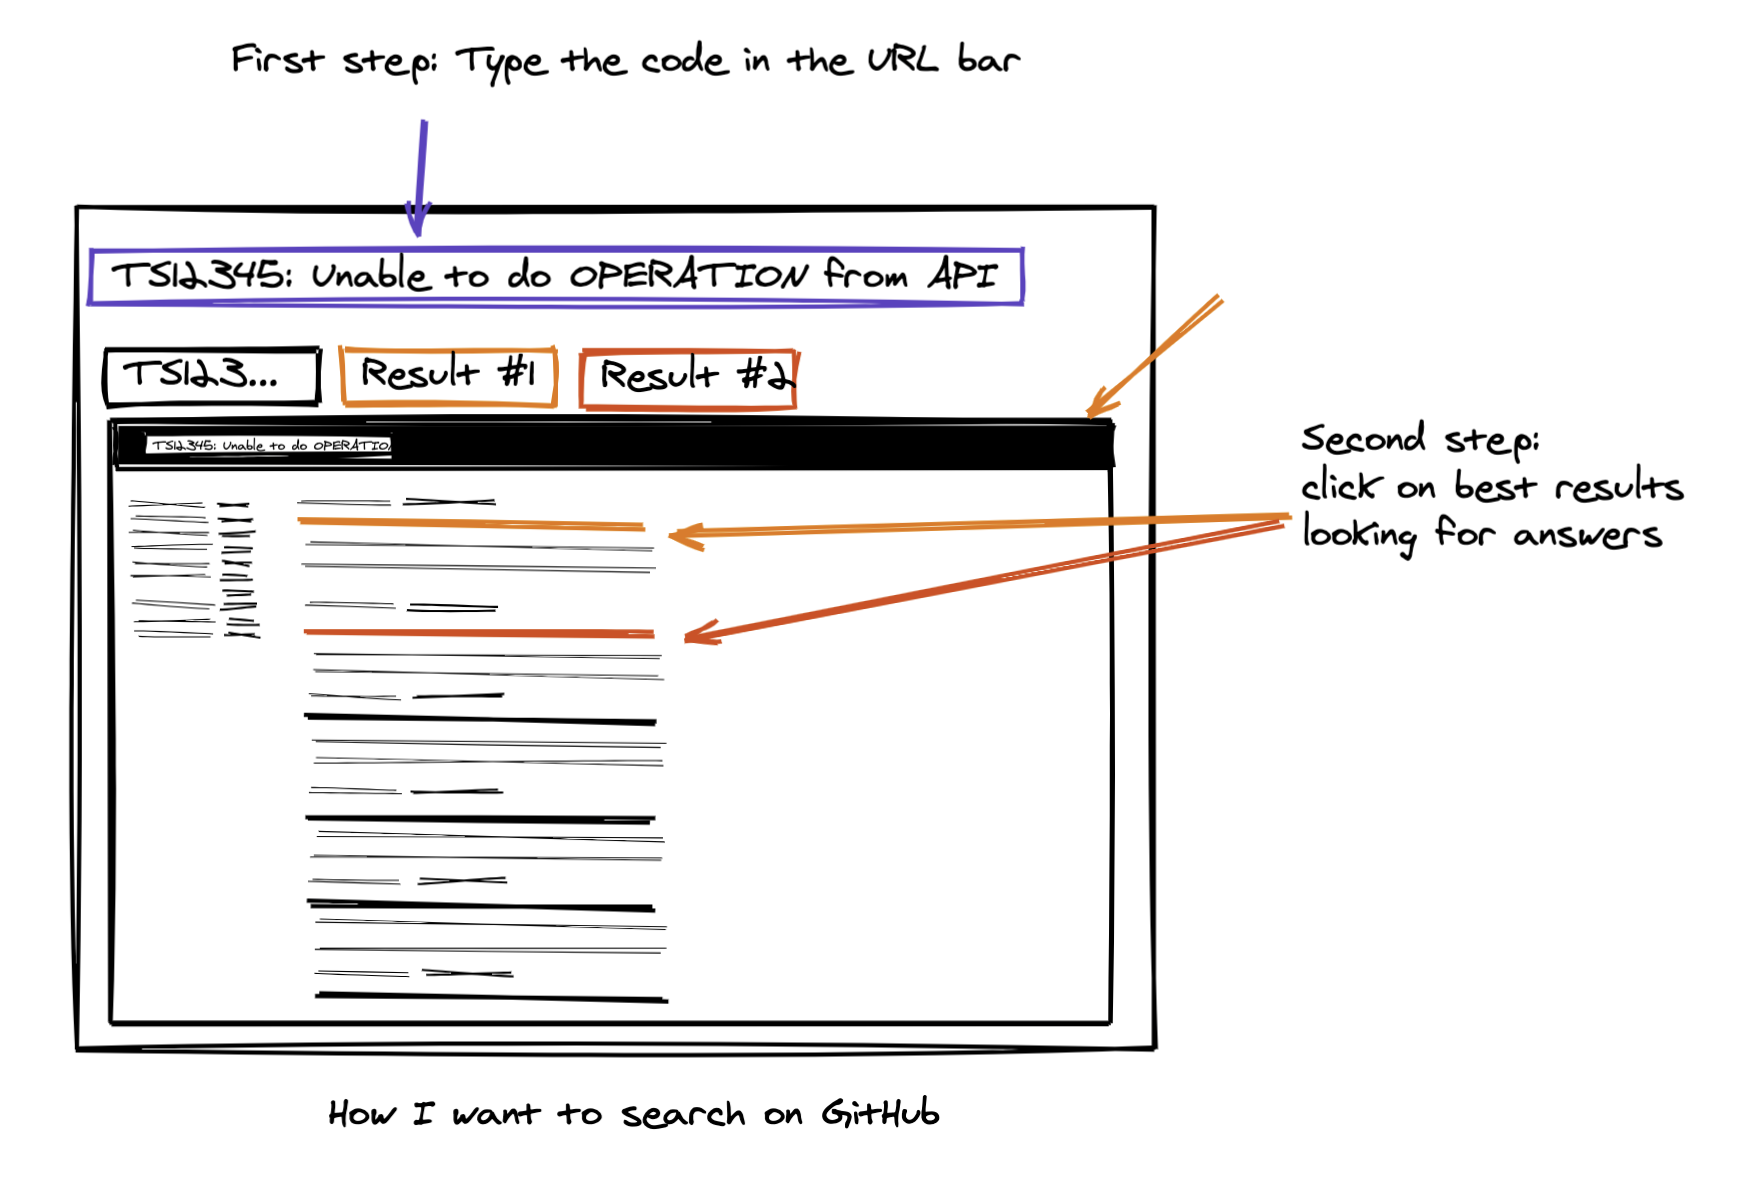 First step: Type the code in the URL bar
TS12345: Unable to do OPERATION from API
TS123...
Result #1
Result #2
TS12345: Unable to do OPERATIO
Second step:
click on best results
looking for answers
How I want to search on GitHub